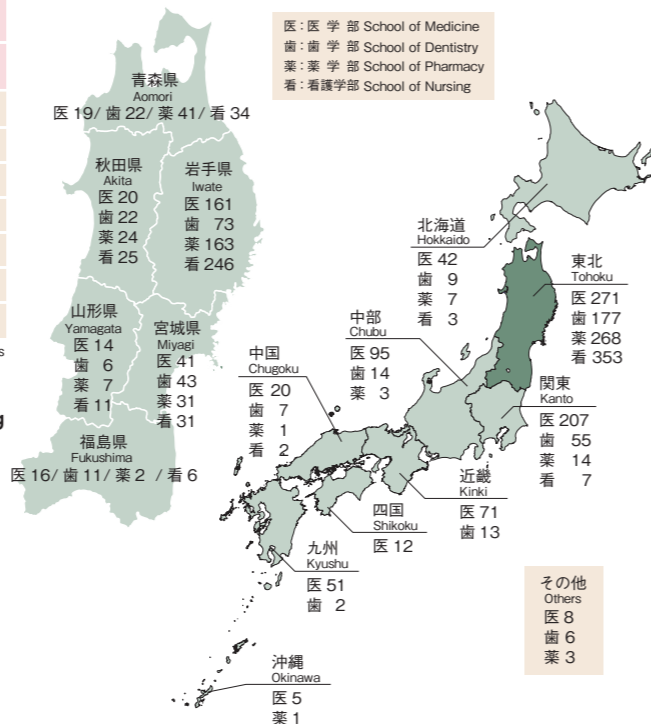 医：医 学 部 School of Medicine
歯：歯 学 部 School of Dentistry
薬：薬 学 部 School of Pharmacy
看：看護学部 School of Nursing
青森県
Aomori
医 19/ 歯 22/ 薬 41/ 看 34
秋田県
Akita
医 20
歯 22
薬 24
看 25
岩手県
Iwate
医 161
歯 73
薬 163
看 246
山形県
Yamagata
医 14
歯 6
薬 7
看 11
宮城県
Miyagi
医 41
歯 43
薬 31
看 31
福島県
Fukushima
医 16/ 歯 11/ 薬 2 / 看 6
北海道
Hokkaido
医 42
歯 9
薬 7
看 3
東北
Tohoku
医 271
歯 177
薬 268
看 353
中部
Chubu
医 95
歯 14
薬 3
中国
Chugoku
医 20
歯 7
薬 1
看 2
関東
Kanto
医 207
歯 55
薬 14
看 7
近畿
Kinki
医 71
歯 13
四国
Shikoku
医 12
九州
Kyushu
医 51
歯 2
沖縄
Okinawa
医 5
薬 1
その他
Others
医 8
歯 6
薬 3